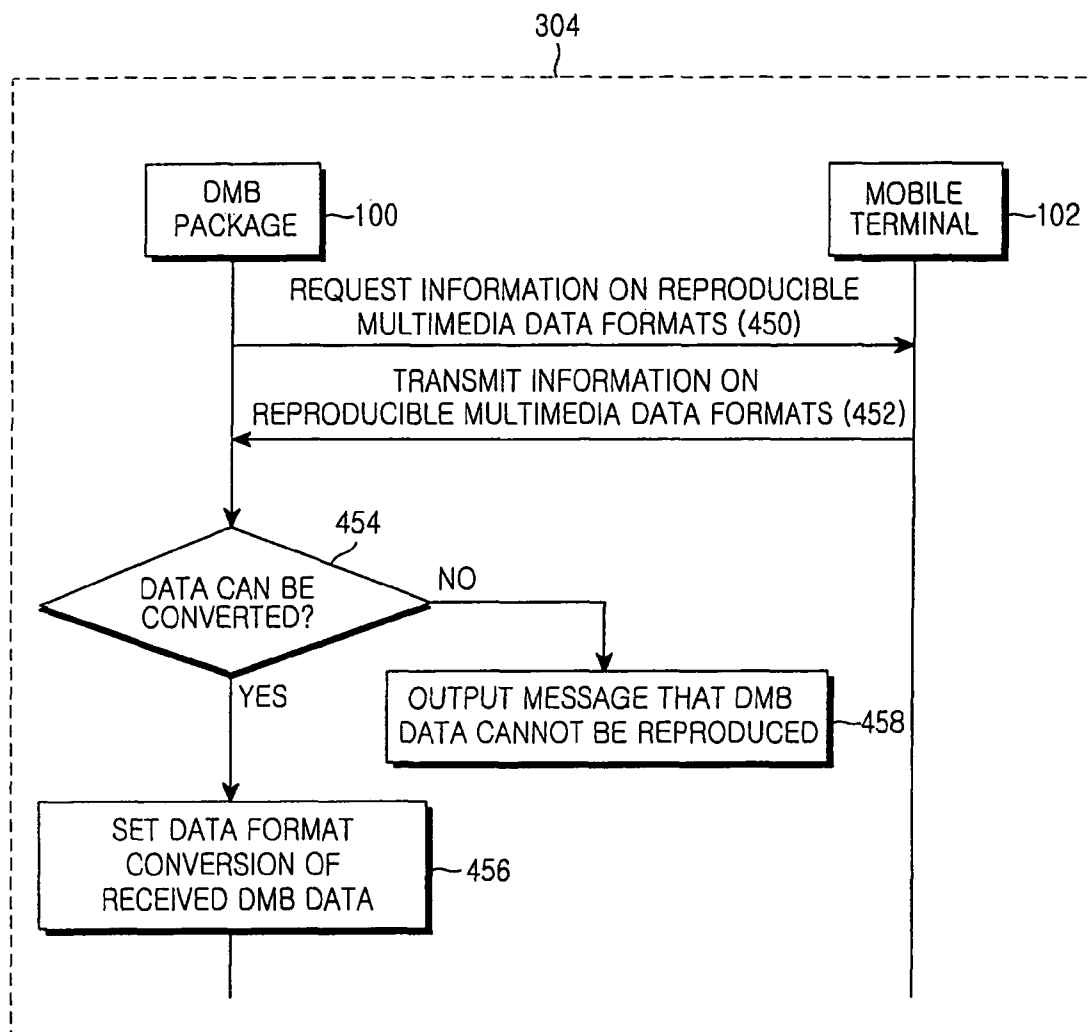 304
DMB
PACKAGE
100
MOBILE
TERMINAL
102
REQUEST INFORMATION ON REPRODUCIBLE
MULTIMEDIA DATA FORMATS (450)
TRANSMIT INFORMATION ON
REPRODUCIBLE MULTIMEDIA DATA FORMATS (452)
454
DATA CAN BE
CONVERTED?
NO
YES
OUTPUT MESSAGE THAT DMB
DATA CANNOT BE REPRODUCED
458
SET DATA FORMAT
CONVERSION OF
RECEIVED DMB DATA
456